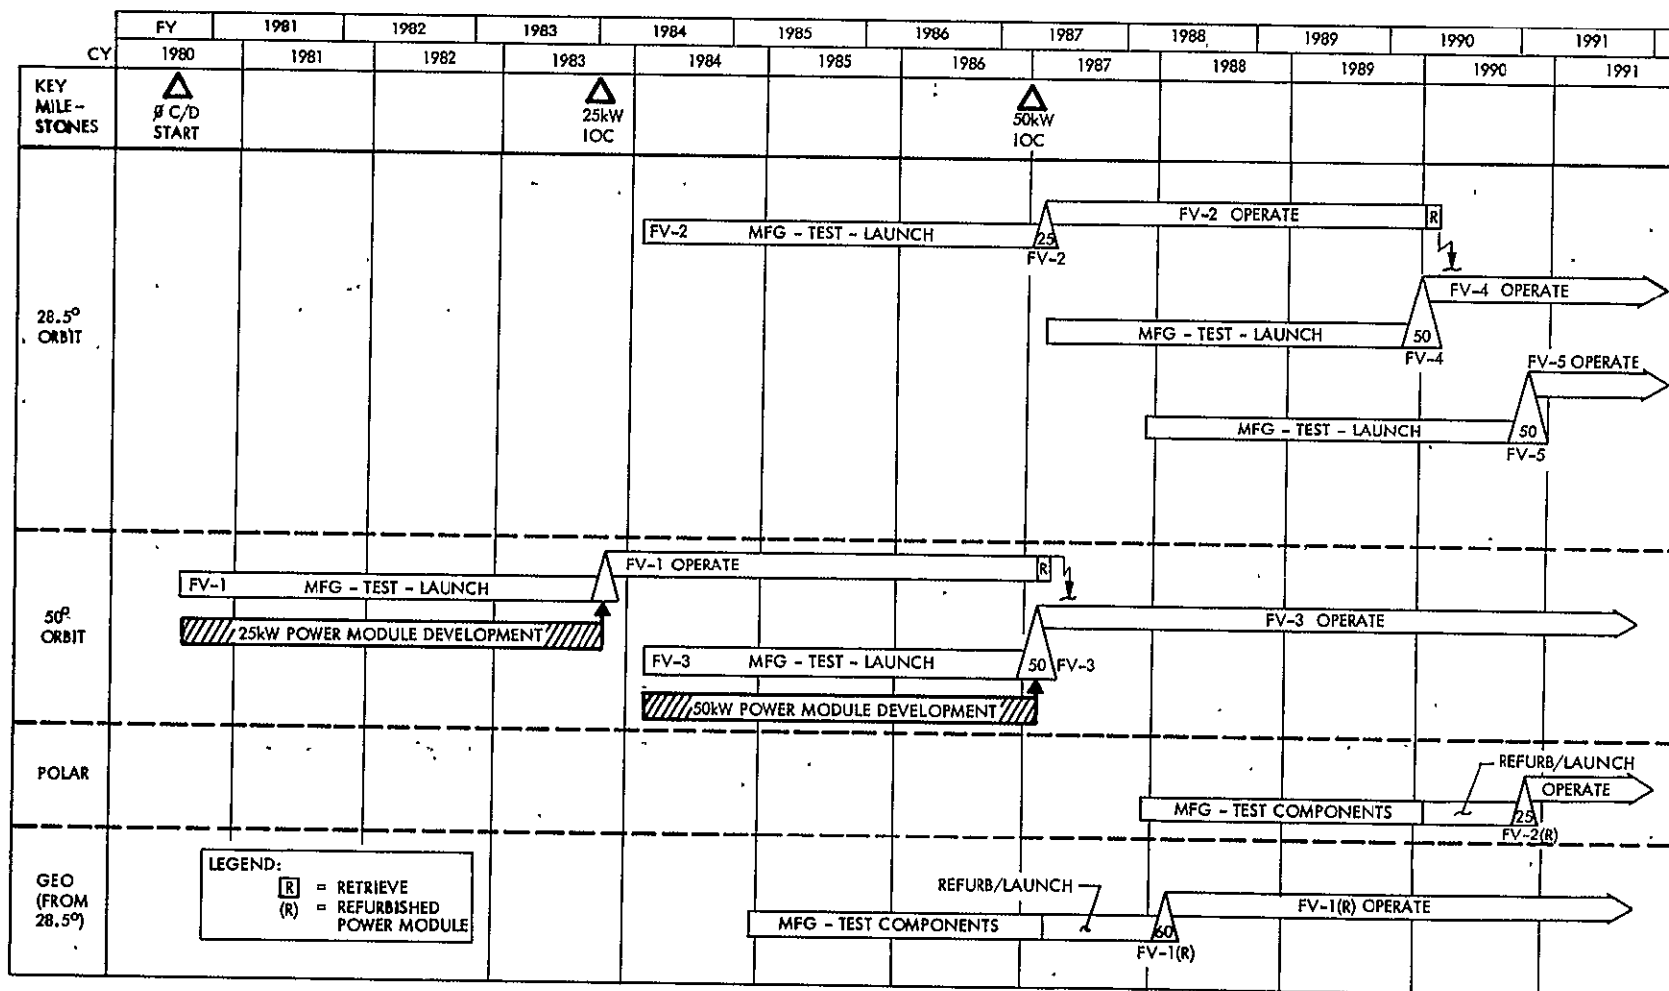 FY 1981 1982 1983 1984 1985 1986 1987 1988 1989 1990 1991
CY 1980 1981 1982 1983 1984 1985 1986 1987 1988 1989 1990 1991
KEY
MILE-
STONES
ø C/D
START
25kW
IOC
50kW
IOC
28.5°
ORBIT
FV-2 MFG - TEST - LAUNCH
25
FV-2
FV-2 OPERATE
R
MFG - TEST - LAUNCH
50
FV-4
FV-4 OPERATE
MFG - TEST - LAUNCH
50
FV-5
FV-5 OPERATE
50°
ORBIT
FV-1 MFG - TEST - LAUNCH
FV-1 OPERATE
R
25kW POWER MODULE DEVELOPMENT
FV-3 MFG - TEST - LAUNCH
50 FV-3
FV-3 OPERATE
50kW POWER MODULE DEVELOPMENT
POLAR
MFG - TEST COMPONENTS
REFURB/LAUNCH
25
FV-2(R)
OPERATE
GEO
(FROM
28.5°)
LEGEND:
R = RETRIEVE
(R) = REFURBISHED
POWER MODULE
MFG - TEST COMPONENTS
REFURB/LAUNCH
60
FV-1(R)
FV-1(R) OPERATE